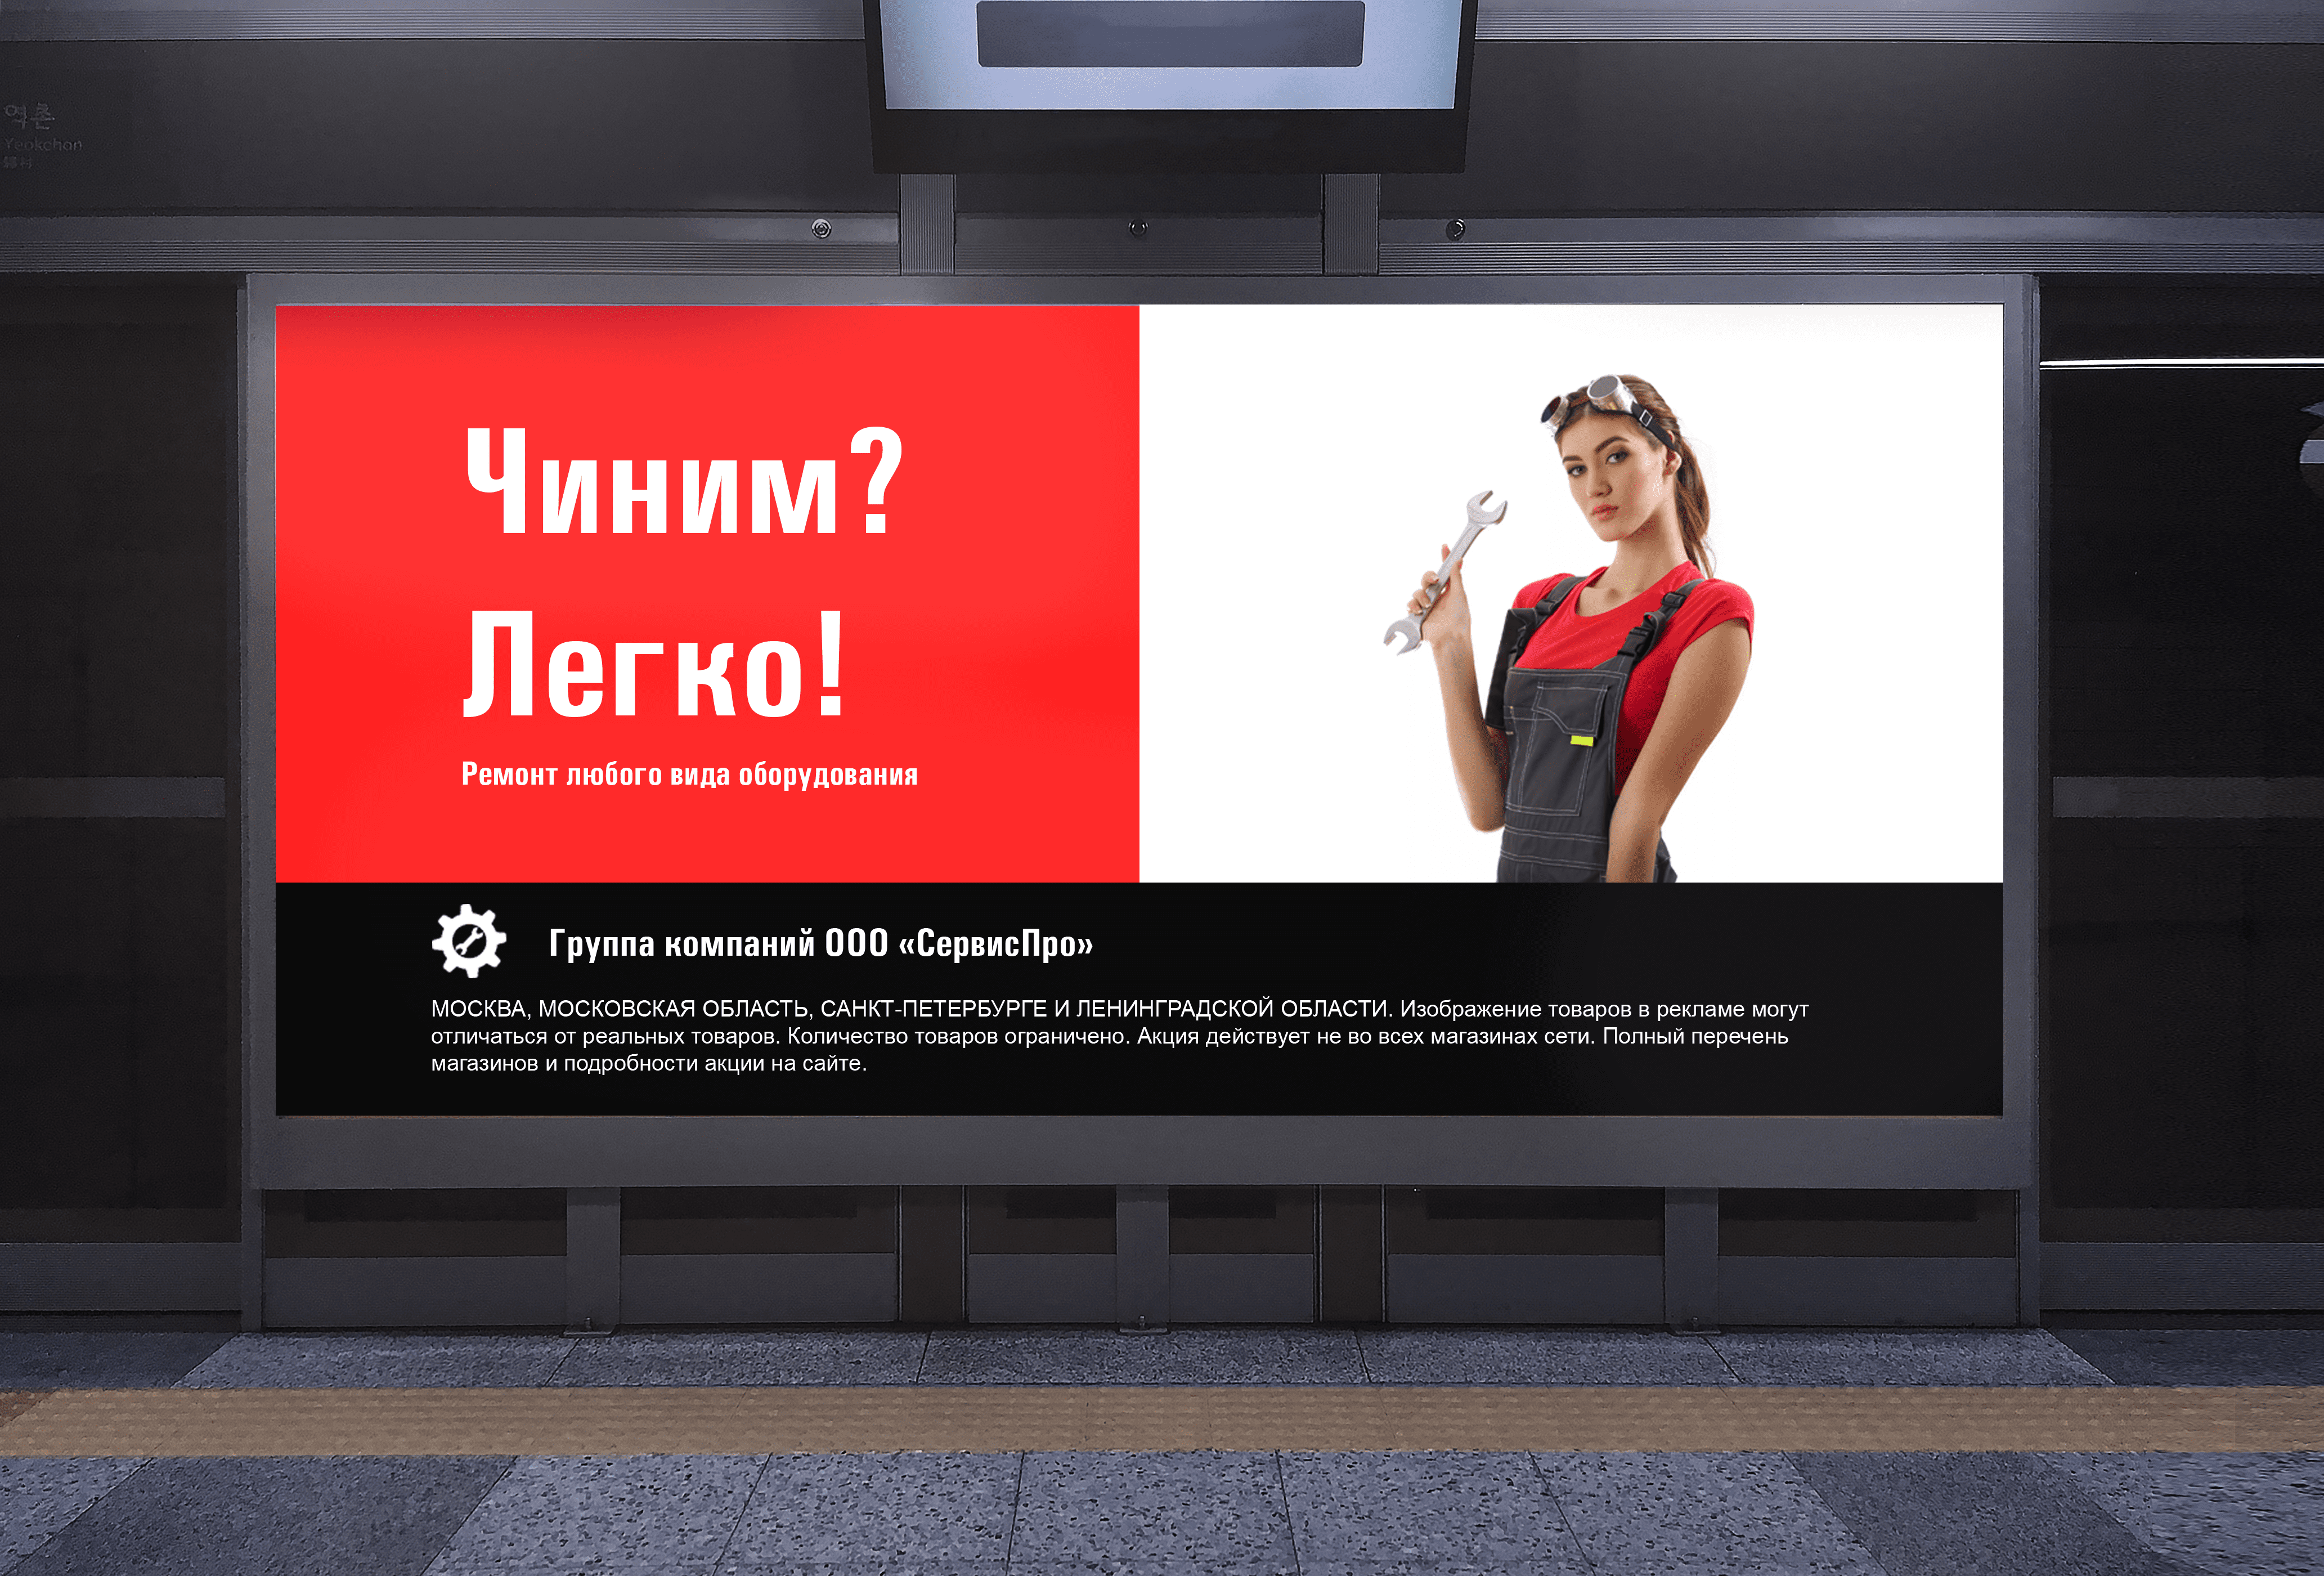 역촌
Yeokchon
Чиним?
Легко!
Ремонт любого вида оборудования
Группа компаний ООО «СервисПро»
МОСКВА, МОСКОВСКАЯ ОБЛАСТЬ, САНКТ-ПЕТЕРБУРГЕ И ЛЕНИНГРАДСКОЙ ОБЛАСТИ. Изображение товаров в рекламе могут
отличаться от реальных товаров. Количество товаров ограничено. Акция действует не во всех магазинах сети. Полный перечень
магазинов и подробности акции на сайте.